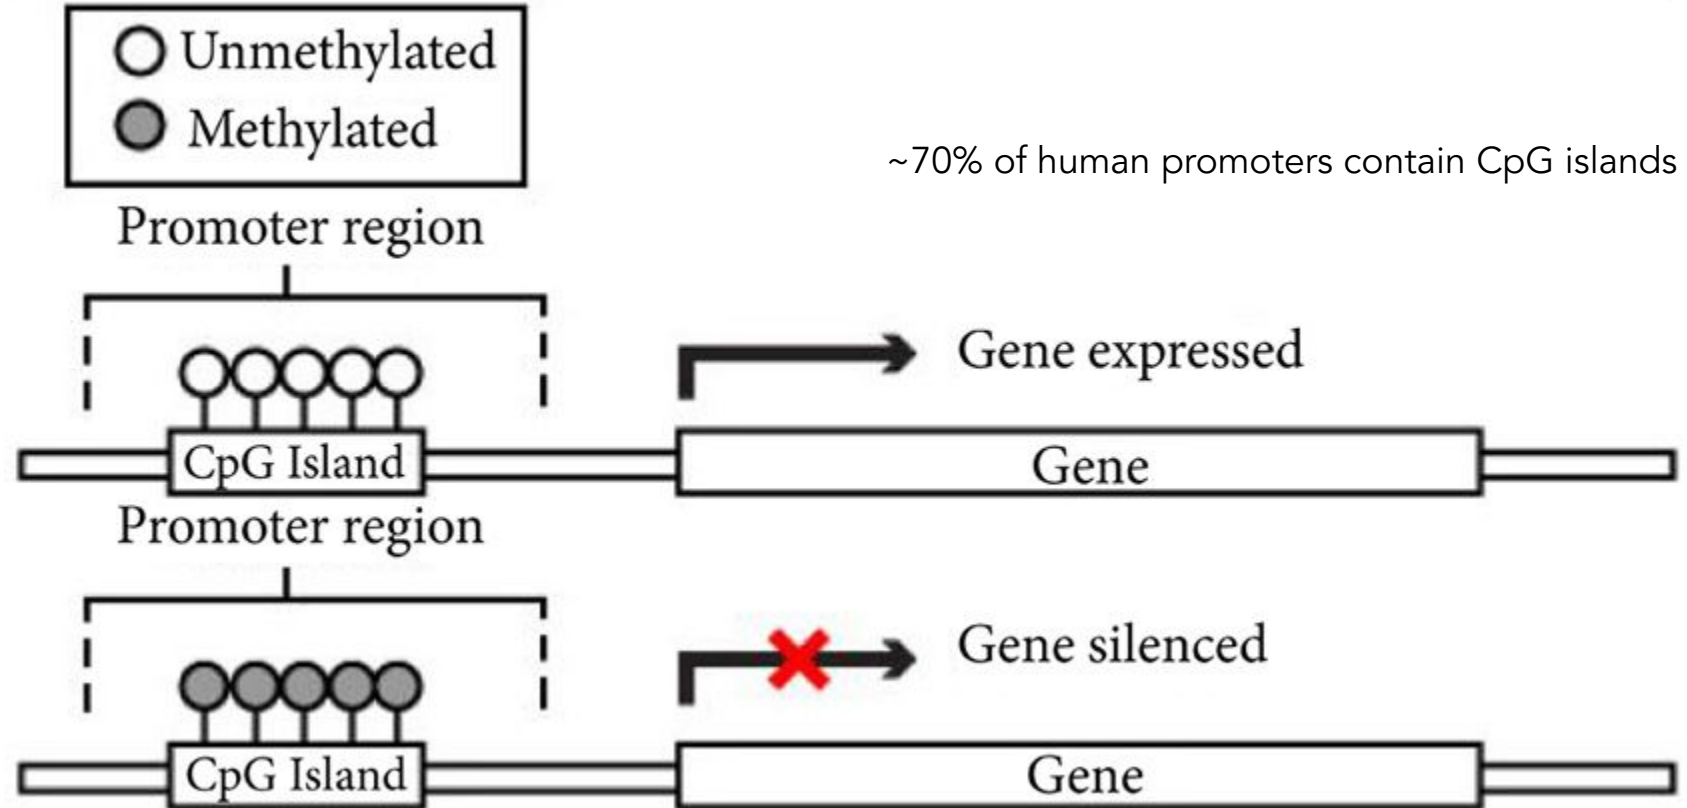 Unmethylated
Methylated
~70% of human promoters contain CpG islands
Promoter region
Gene expressed
CpG Island
Gene
Promoter region
Gene silenced
CpG Island
Gene